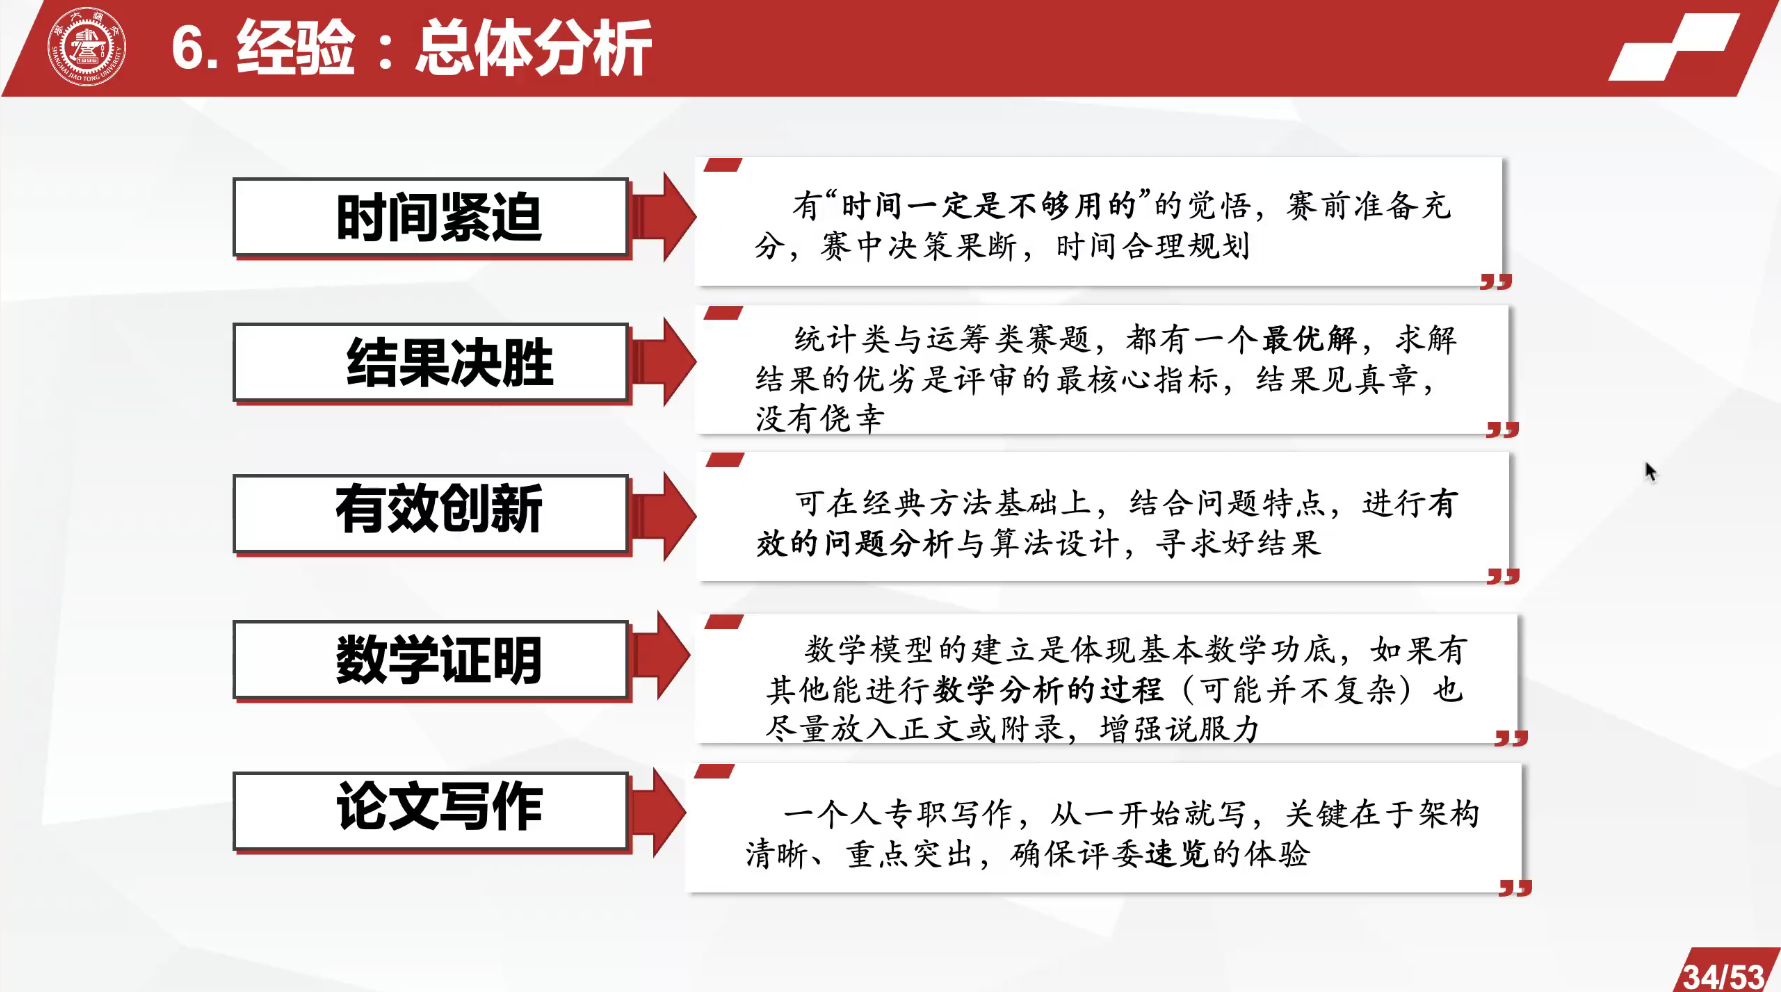 上海交大
SHANGHAI JIAO TONG UNIVERSITY
1896
6. 经验：总体分析
时间紧迫
有“时间一定是不够用的”的觉悟，赛前准备充
分，赛中决策果断，时间合理规划
结果决胜
统计类与运筹类赛题，都有一个最优解，求解
结果的优劣是评审的最核心指标，结果见真章，
没有侥幸
有效创新
可在经典方法基础上，结合问题特点，进行有
效的问题分析与算法设计，寻求好结果
数学证明
数学模型的建立是体现基本数学功底，如果有
其他能进行数学分析的过程（可能并不复杂）也
尽量放入正文或附录，增强说服力
论文写作
一个人专职写作，从一开始就写，关键在于架构
清晰、重点突出，确保评委速览的体验
34/53